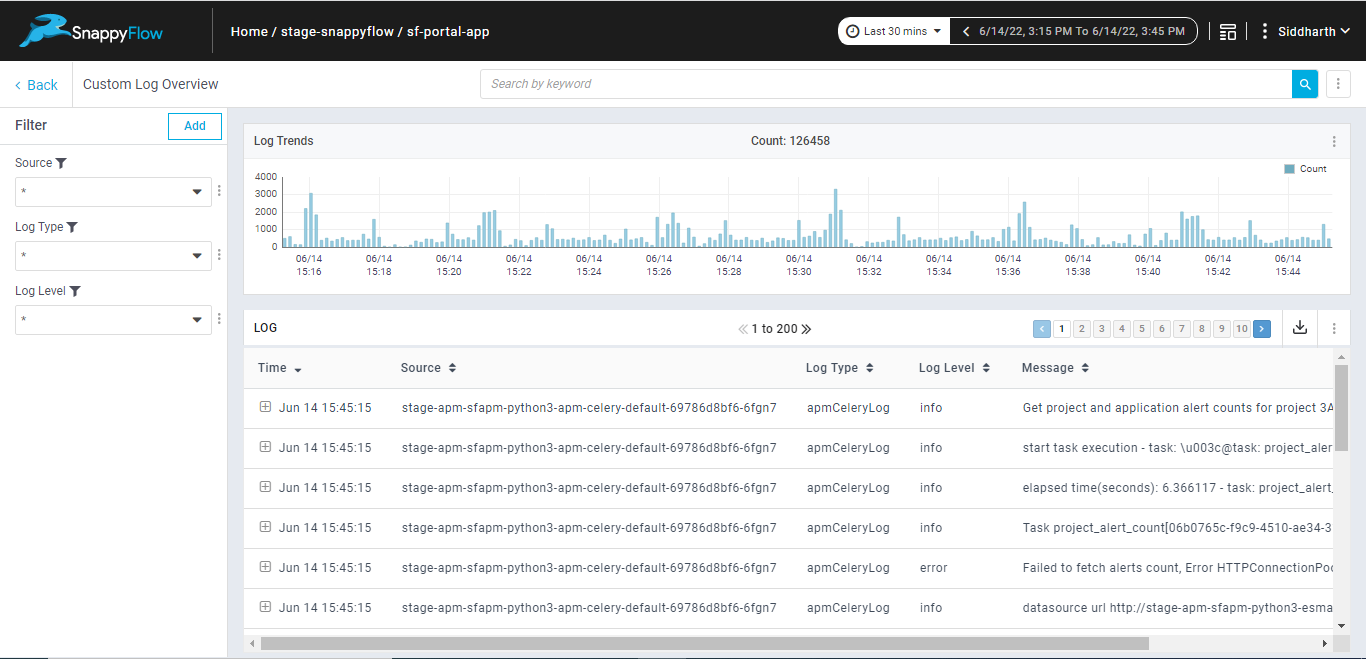 SnappyFlow
Home / stage-snappyflow / sf-portal-app
Last 30 mins
6/14/22, 3:15 PM To 6/14/22, 3:45 PM
Siddharth
Back
Custom Log Overview
Search by keyword
Filter
Add
Source
*
Log Type
*
Log Level
*
Log Trends
Count: 126458
Count
4000
3000
2000
1000
0
06/14 06/14 06/14 06/14 06/14 06/14 06/14 06/14 06/14 06/14 06/14 06/14 06/14 06/14 06/14
15:16 15:18 15:20 15:22 15:24 15:26 15:28 15:30 15:32 15:34 15:36 15:38 15:40 15:42 15:44
LOG
1 to 200
1 2 3 4 5 6 7 8 9 10
Time Source Log Type Log Level Message
Jun 14 15:45:15 stage-apm-sfapm-python3-apm-celery-default-69786d8bf6-6fgn7 apmCeleryLog info Get project and application alert counts for project 3A
Jun 14 15:45:15 stage-apm-sfapm-python3-apm-celery-default-69786d8bf6-6fgn7 apmCeleryLog info start task execution - task: \u003c@task: project_aler
Jun 14 15:45:15 stage-apm-sfapm-python3-apm-celery-default-69786d8bf6-6fgn7 apmCeleryLog info elapsed time(seconds): 6.366117 - task: project_alert_
Jun 14 15:45:15 stage-apm-sfapm-python3-apm-celery-default-69786d8bf6-6fgn7 apmCeleryLog info Task project_alert_count[06b0765c-f9c9-4510-ae34-3
Jun 14 15:45:15 stage-apm-sfapm-python3-apm-celery-default-69786d8bf6-6fgn7 apmCeleryLog error Failed to fetch alerts count, Error HTTPConnectionPoo
Jun 14 15:45:15 stage-apm-sfapm-python3-apm-celery-default-69786d8bf6-6fgn7 apmCeleryLog info datasource url http://stage-apm-sfapm-python3-esma